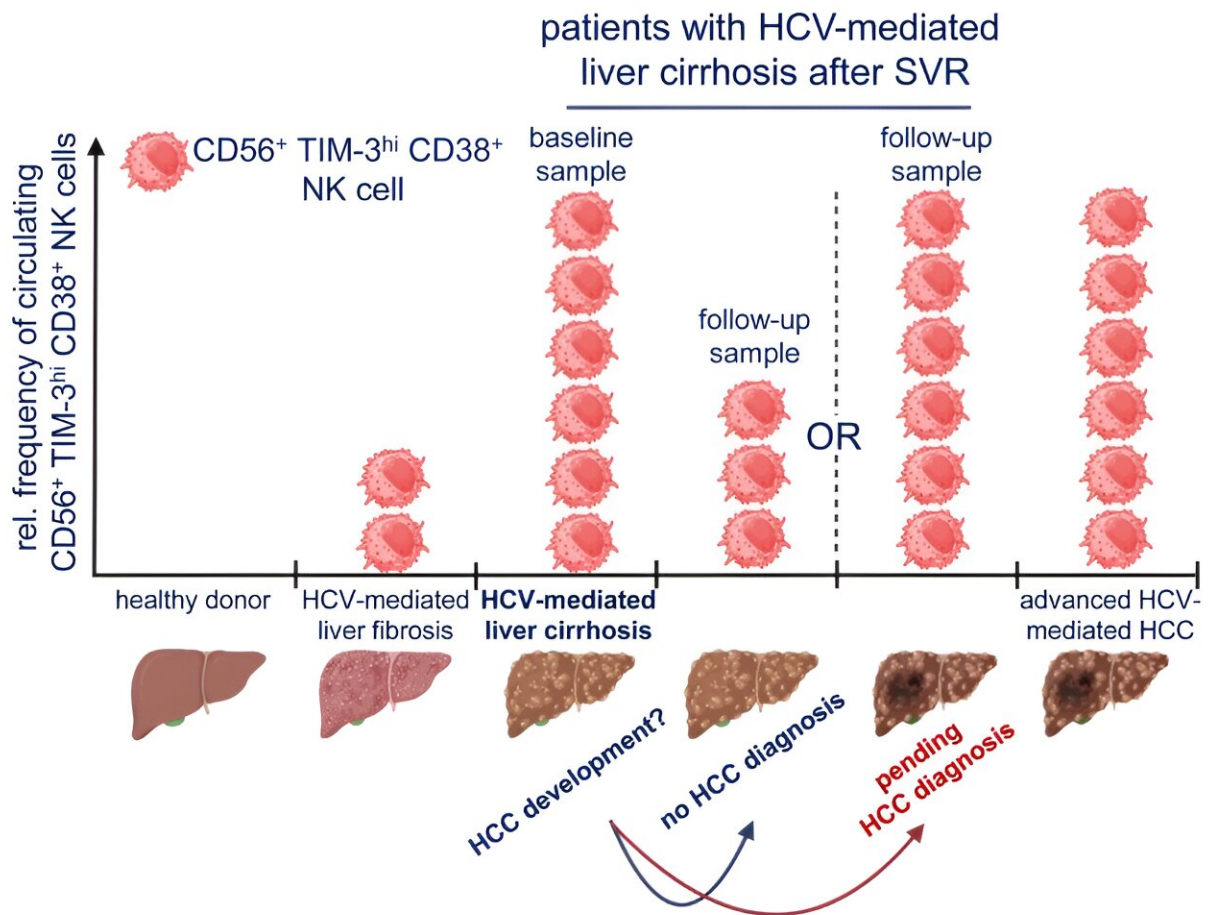 patients with HCV-mediated
liver cirrhosis after SVR
rel. frequency of circulating
CD56⁺ TIM-3ʰⁱ CD38⁺ NK cells
CD56⁺ TIM-3ʰⁱ CD38⁺
NK cell
baseline
sample
follow-up
sample
OR
follow-up
sample
healthy donor
HCV-mediated
liver fibrosis
HCV-mediated
liver cirrhosis
advanced HCV-
mediated HCC
HCC development?
no HCC diagnosis
pending
HCC diagnosis